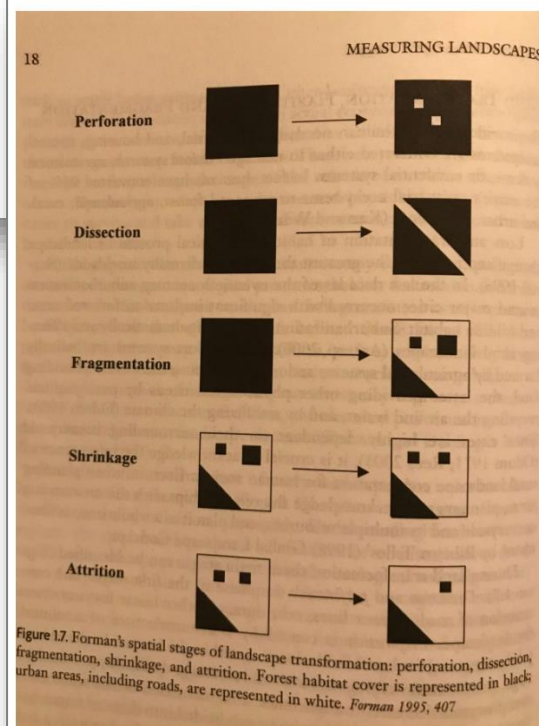 18
MEASURING LANDSCAPES
Perforation
Dissection
Fragmentation
Shrinkage
Attrition
Figure 1.7. Forman's spatial stages of landscape transformation: perforation, dissection,
fragmentation, shrinkage, and attrition. Forest habitat cover is represented in black;
urban areas, including roads, are represented in white. Forman 1995, 407